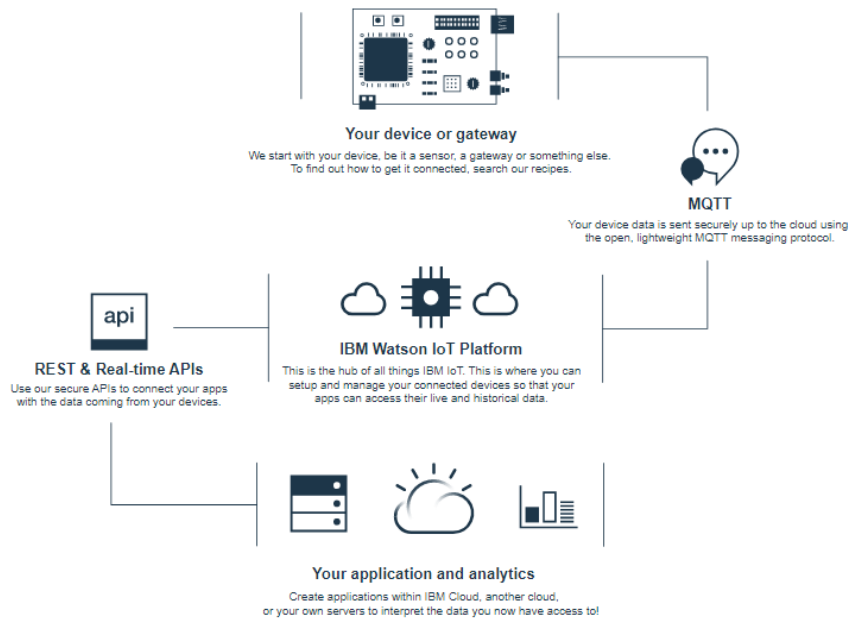 Your device or gateway
We start with your device, be it a sensor, a gateway or something else.
To find out how to get it connected, search our recipes.
MQTT
Your device data is sent securely up to the cloud using
the open, lightweight MQTT messaging protocol.
api
REST & Real-time APIs
Use our secure APIs to connect your apps
with the data coming from your devices.
IBM Watson IoT Platform
This is the hub of all things IBM IoT. This is where you can
setup and manage your connected devices so that your
apps can access their live and historical data.
Your application and analytics
Create applications within IBM Cloud, another cloud,
or your own servers to interpret the data you now have access to!